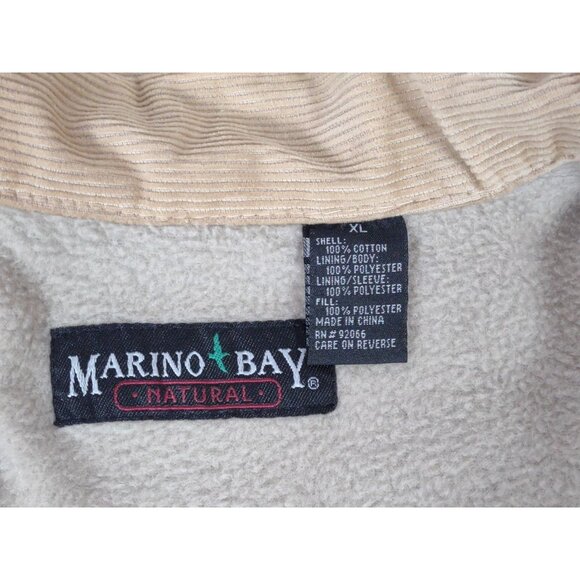 XL
SHELL:
100% COTTON
LINING/BODY:
100% POLYESTER
LINING/SLEEVE:
100% POLYESTER
FILL:
100% POLYESTER
MADE IN CHINA
RN# 92066
CARE ON REVERSE
MARINO BAY
· NATURAL · ®